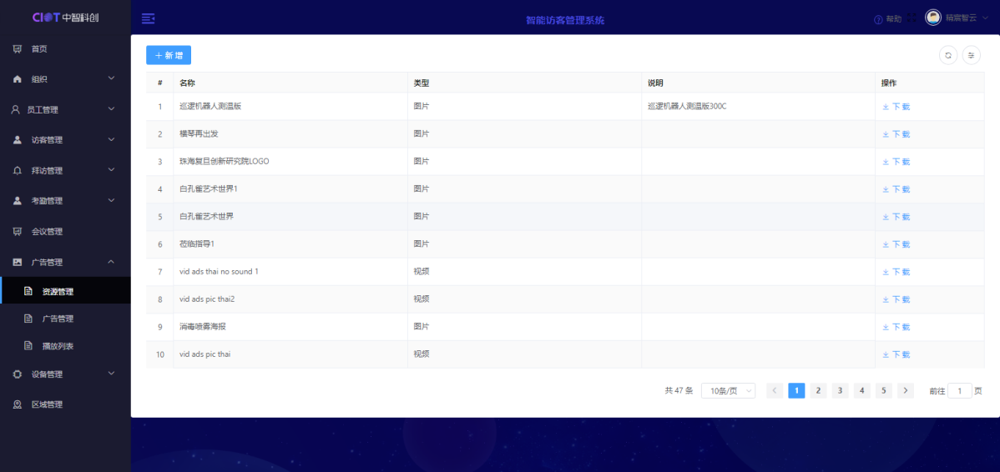 CIOT中智科创
智能访客管理系统
帮助
首页
组织
员工管理
访客管理
拜访管理
考勤管理
会议管理
广告管理
资源管理
广告管理
播放列表
设备管理
区域管理
+ 新 增
# 名称 类型 说明 操作
1 巡逻机器人测温版 图片 巡逻机器人测温版300C 下 载
2 横琴再出发 图片 下 载
3 珠海复旦创新研究院LOGO 图片 下 载
4 白孔雀艺术世界1 图片 下 载
5 白孔雀艺术世界 图片 下 载
6 莅临指导1 图片 下 载
7 vid ads thai no sound 1 视频 下 载
8 vid ads pic thai2 视频 下 载
9 消毒喷雾海报 图片 下 载
10 vid ads pic thai 视频 下 载
共 47 条 10条/页 < 1 2 3 4 5 > 前往 1 页